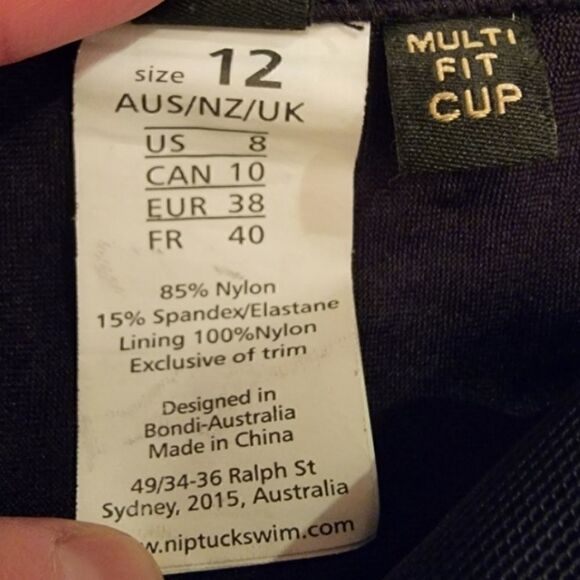 size 12
AUS/NZ/UK
US 8
CAN 10
EUR 38
FR 40
85% Nylon
15% Spandex/Elastane
Lining 100%Nylon
Exclusive of trim
Designed in
Bondi-Australia
Made in China
49/34-36 Ralph St
Sydney, 2015, Australia
w.niptuckswim.com
MULTI
FIT
CUP